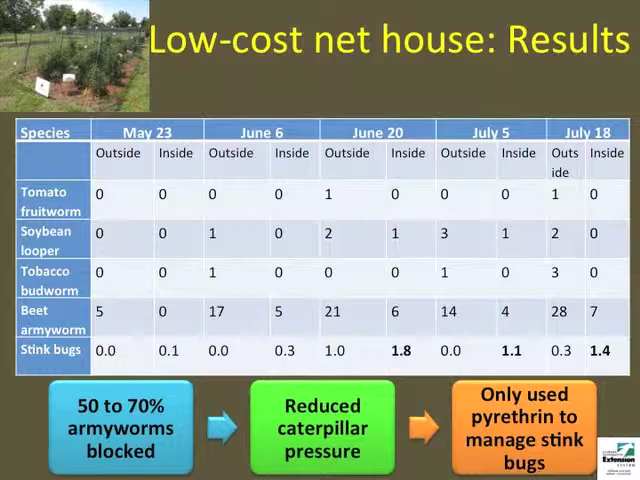 Low-cost net house: Results
Species May 23 June 6 June 20 July 5 July 18
Outside Inside Outside Inside Outside Inside Outside Inside Outs Inside
ide
Tomato 0 0 0 0 1 0 0 0 1 0
fruitworm
Soybean 0 0 1 0 2 1 3 1 2 0
looper
Tobacco 0 0 1 0 0 0 1 0 3 0
budworm
Beet 5 0 17 5 21 6 14 4 28 7
armyworm
Stink bugs 0.0 0.1 0.0 0.3 1.0 1.8 0.0 1.1 0.3 1.4
50 to 70%
armyworms
blocked
Reduced
caterpillar
pressure
Only used
pyrethrin to
manage stink
bugs
Extension